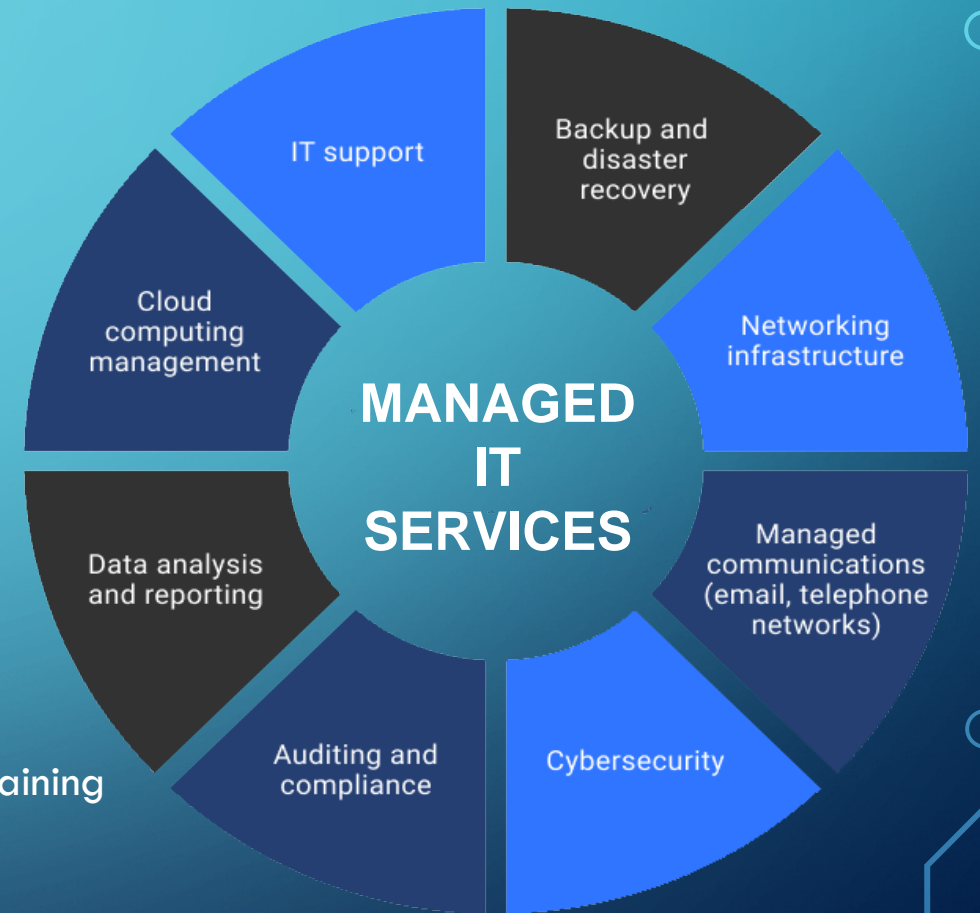 IT support
Backup and
disaster
recovery
Cloud
computing
management
Networking
infrastructure
MANAGED
IT
SERVICES
Data analysis
and reporting
Managed
communications
(email, telephone
networks)
Auditing and
compliance
Cybersecurity
aining